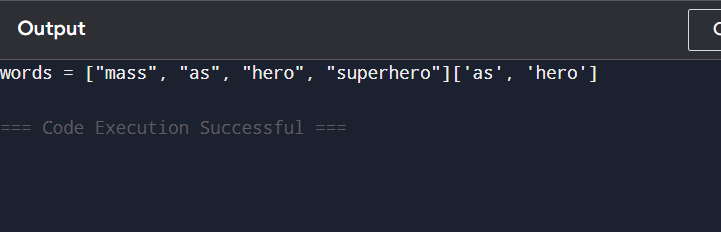 Output
words = ["mass", "as", "hero", "superhero"]['as', 'hero']
=== Code Execution Successful ===